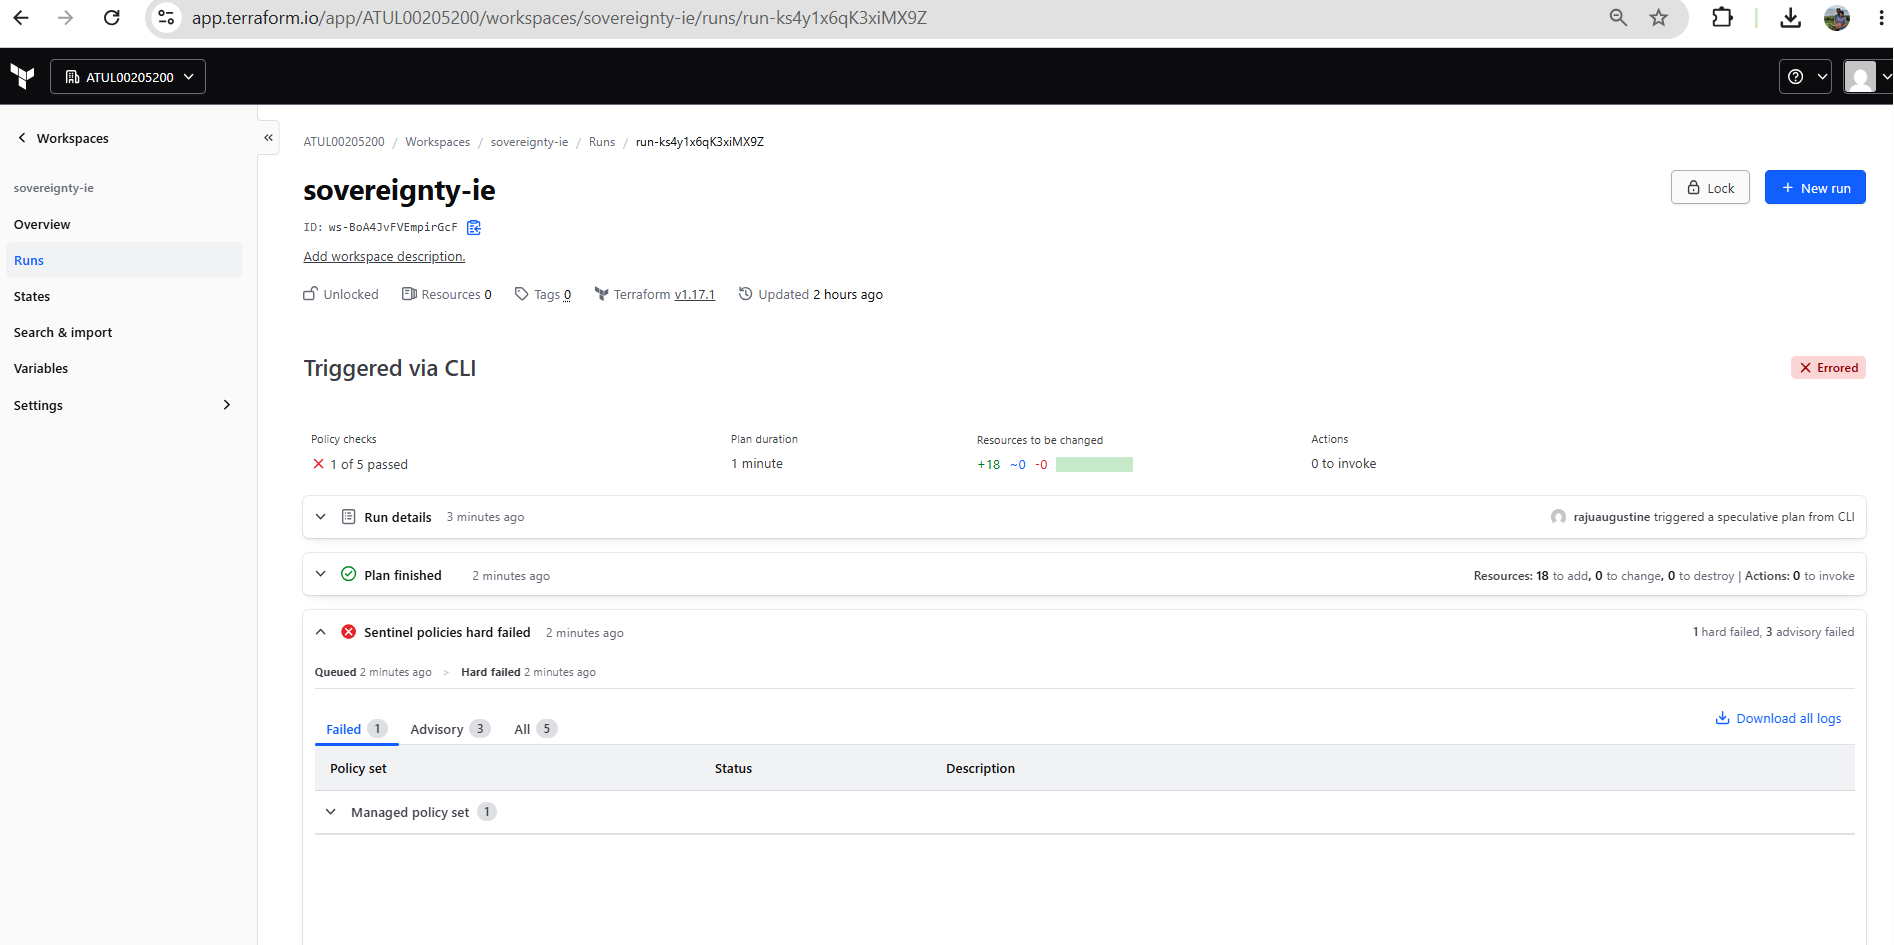 app.terraform.io/app/ATUL00205200/workspaces/sovereignty-ie/runs/run-ks4y1x6qK3xiMX9Z
ATUL00205200
Workspaces
sovereignty-ie
Overview
Runs
States
Search & import
Variables
Settings
ATUL00205200 / Workspaces / sovereignty-ie / Runs / run-ks4y1x6qK3xiMX9Z
sovereignty-ie
Lock
+ New run
ID: ws-BoA4JvFVEmpirGcF
Add workspace description.
Unlocked Resources 0 Tags 0 Terraform v1.17.1 Updated 2 hours ago
Triggered via CLI
Errored
Policy checks Plan duration Resources to be changed Actions
1 of 5 passed 1 minute +18 ~0 -0 0 to invoke
Run details 3 minutes ago rajuaugustine triggered a speculative plan from CLI
Plan finished 2 minutes ago Resources: 18 to add, 0 to change, 0 to destroy | Actions: 0 to invoke
Sentinel policies hard failed 2 minutes ago 1 hard failed, 3 advisory failed
Queued 2 minutes ago > Hard failed 2 minutes ago
Failed 1 Advisory 3 All 5 Download all logs
Policy set Status Description
Managed policy set 1